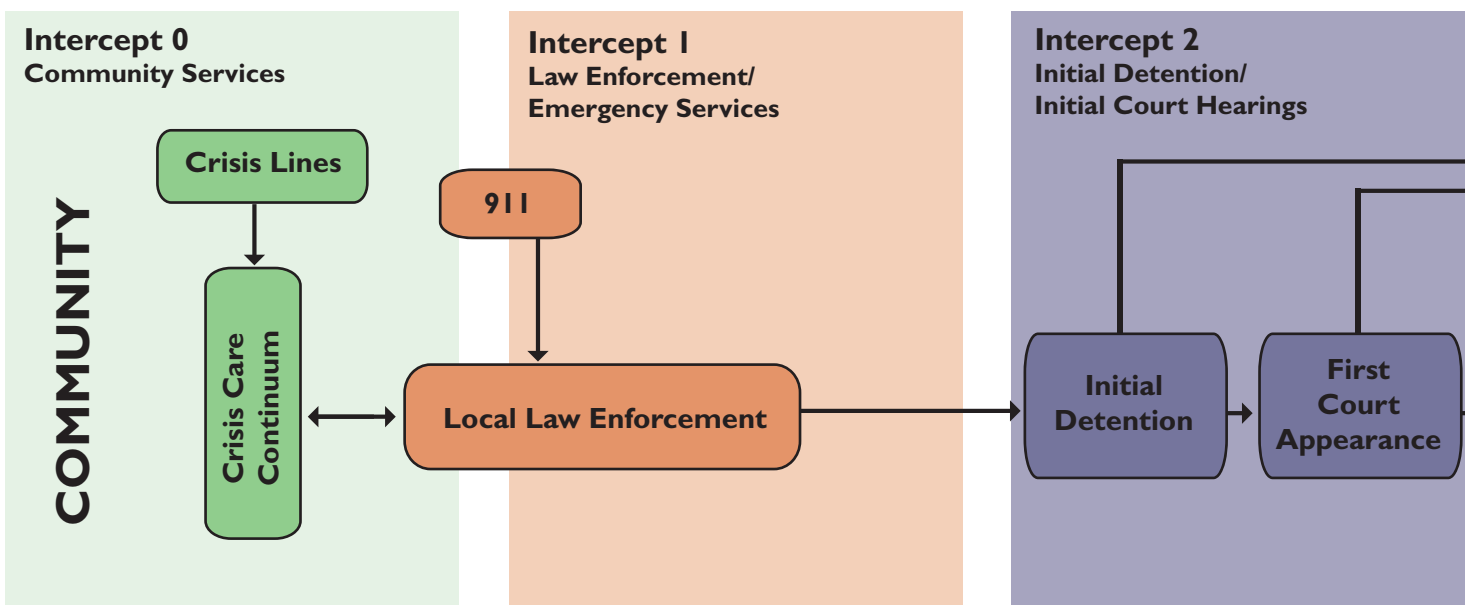 Intercept 0
Community Services
COMMUNITY
Crisis Lines
Crisis Care
Continuum
Intercept 1
Law Enforcement/
Emergency Services
911
Local Law Enforcement
Intercept 2
Initial Detention/
Initial Court Hearings
Initial
Detention
First
Court
Appearance